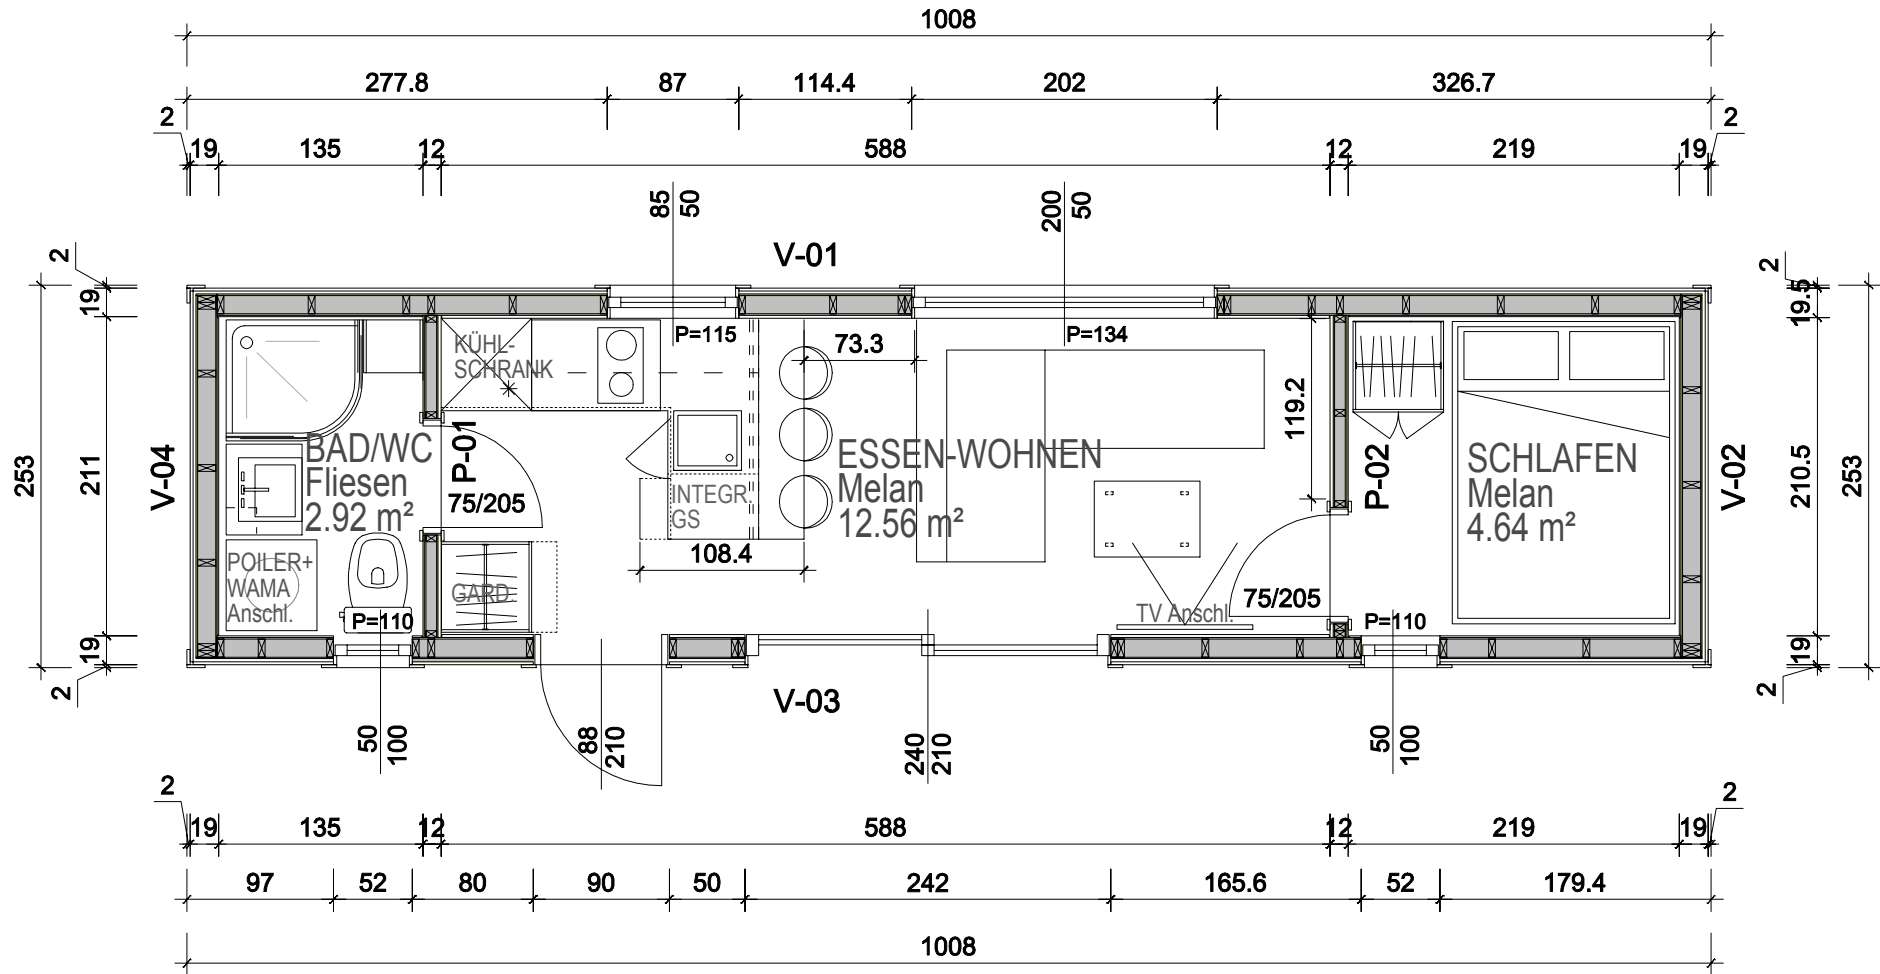 1008
277.8 87 114.4 202 326.7
2 2
19 135 12 588 12 219 19
85
50
200
50
V-01
2 2
19 19.5
P=115 P=134
KÜHL-
SCHRANK
73.3
119.2
253 211 V-04
BAD/WC
Fliesen
2.92 m²
P-01
75/205
ESSEN-WOHNEN
Melan
12.56 m²
INTEGR.
GS
108.4
P-02
SCHLAFEN
Melan
4.64 m²
V-02 210.5 253
POILER+
WAMA
Anschl.
GARD
75/205
TV Anschl.
P=110 P=110
19 19
2 2
V-03
50
100
88
210
240
210
50
100
2 2
19 135 12 588 12 219 19
97 52 80 90 50 242 165.6 52 179.4
1008